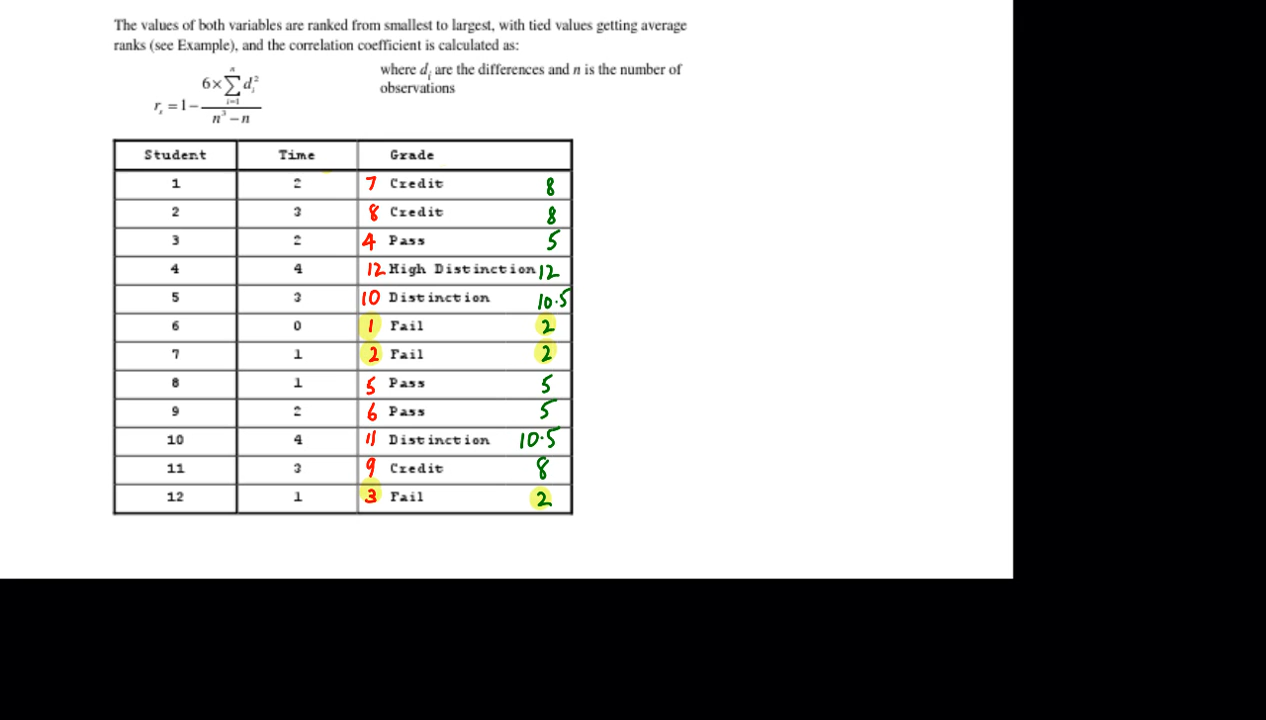 The values of both variables are ranked from smallest to largest, with tied values getting average
ranks (see Example), and the correlation coefficient is calculated as:
where d_i are the differences and n is the number of
observations
r_s = 1 - (6 × ∑_{i=1}^{n} d_i^2) / (n^3 - n)
Student Time Grade
1 2 7 Credit 8
2 3 8 Credit 8
3 2 4 Pass 5
4 4 12 High Distinction 12
5 3 10 Distinction 10.5
6 0 1 Fail 2
7 1 2 Fail 2
8 1 5 Pass 5
9 2 6 Pass 5
10 4 11 Distinction 10.5
11 3 9 Credit 8
12 1 3 Fail 2